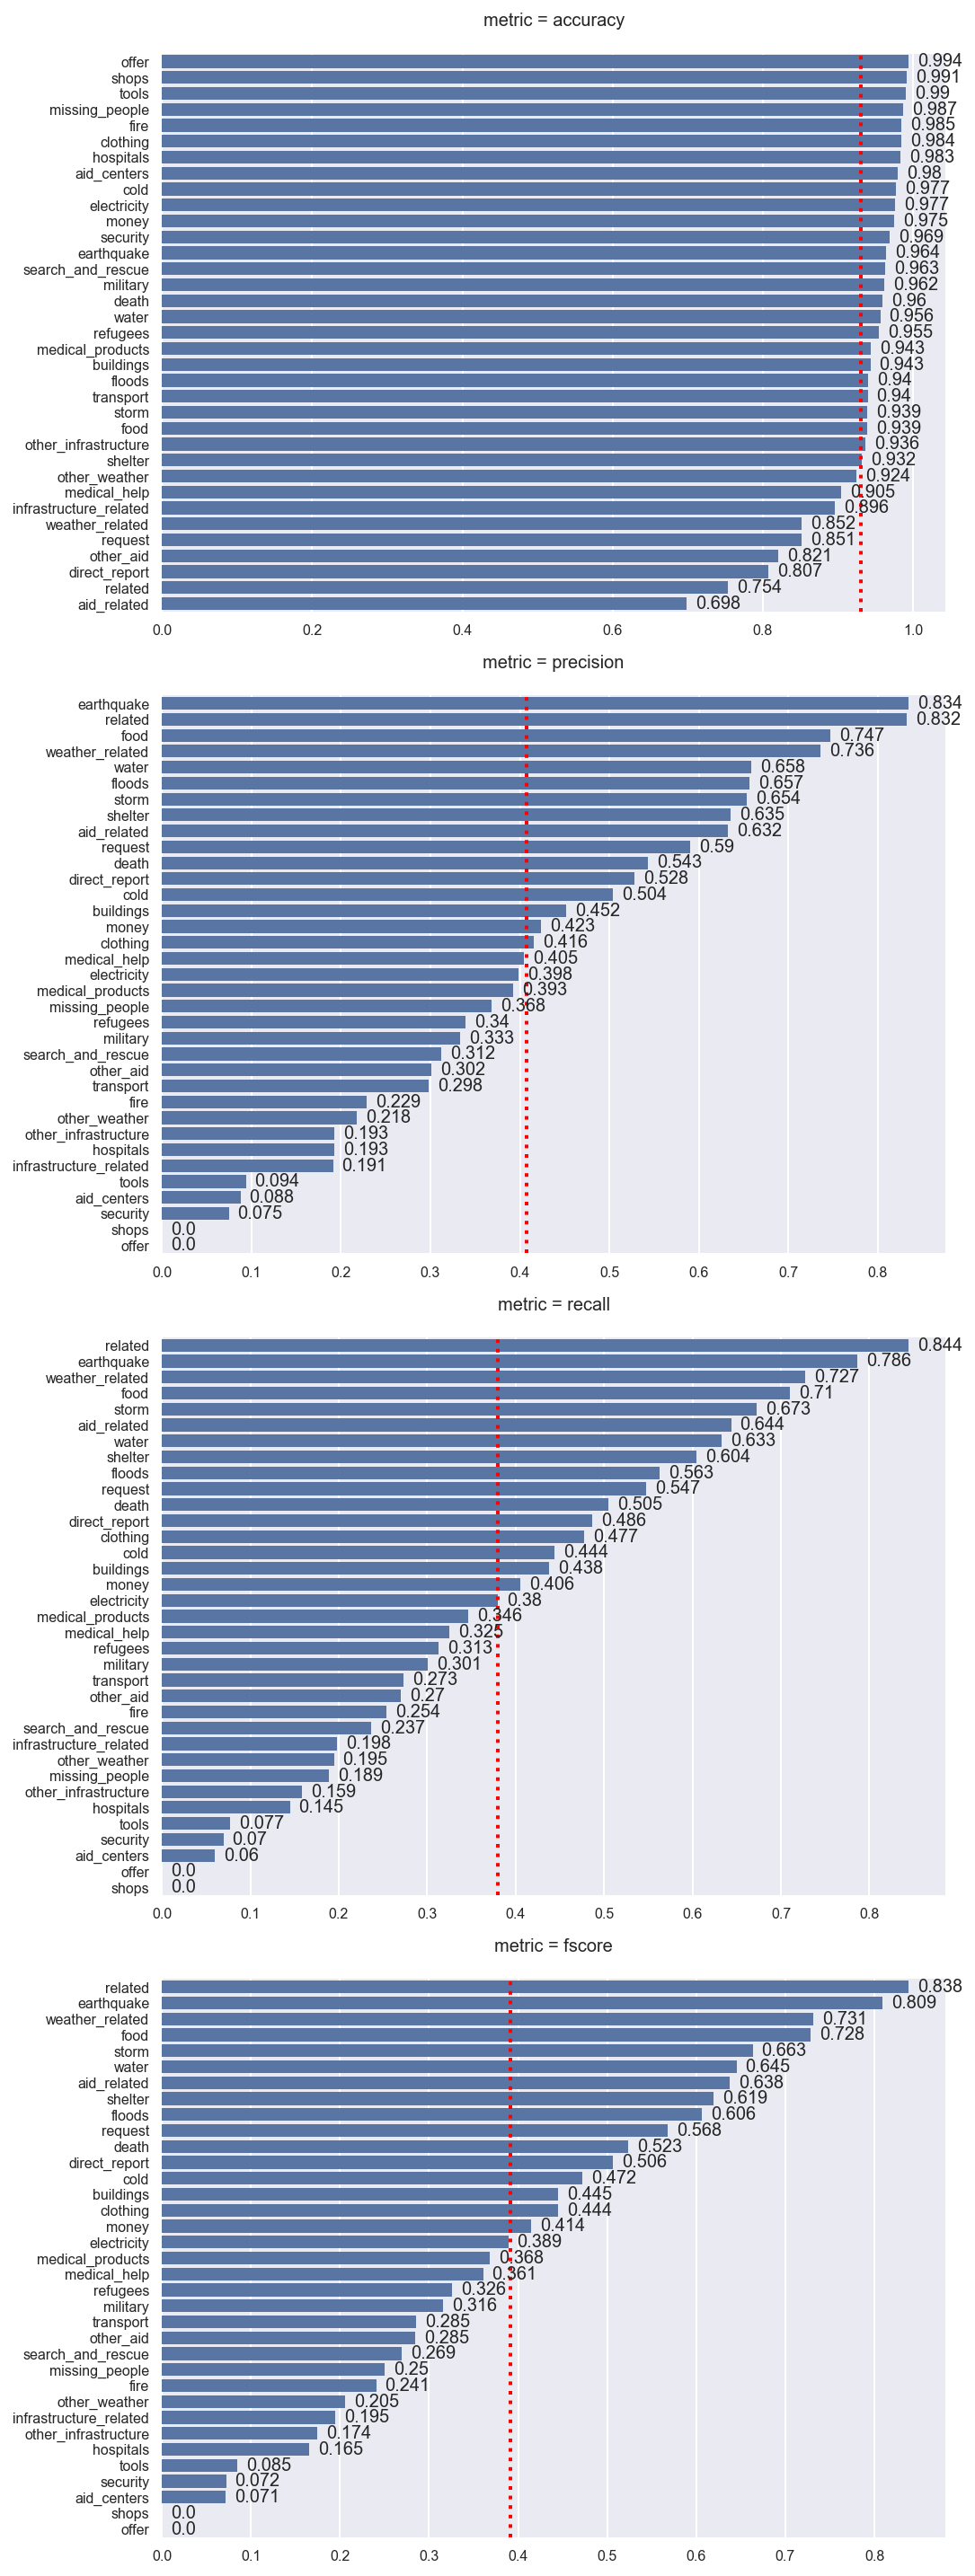 metric = accuracy
offer 0.994
shops 0.991
tools 0.99
missing_people 0.987
fire 0.985
clothing 0.984
hospitals 0.983
aid_centers 0.98
cold 0.977
electricity 0.977
money 0.975
security 0.969
earthquake 0.964
search_and_rescue 0.963
military 0.962
death 0.96
water 0.956
refugees 0.955
medical_products 0.943
buildings 0.943
floods 0.94
transport 0.94
storm 0.939
food 0.939
other_infrastructure 0.936
shelter 0.932
other_weather 0.924
medical_help 0.905
infrastructure_related 0.896
weather_related 0.852
request 0.851
other_aid 0.821
direct_report 0.807
related 0.754
aid_related 0.698
0.0 0.2 0.4 0.6 0.8 1.0
metric = precision
earthquake 0.834
related 0.832
food 0.747
weather_related 0.736
water 0.658
floods 0.657
storm 0.654
shelter 0.635
aid_related 0.632
request 0.59
death 0.543
direct_report 0.528
cold 0.504
buildings 0.452
money 0.423
clothing 0.416
medical_help 0.405
electricity 0.398
medical_products 0.393
missing_people 0.368
refugees 0.34
military 0.333
search_and_rescue 0.312
other_aid 0.302
transport 0.298
fire 0.229
other_weather 0.218
other_infrastructure 0.193
hospitals 0.193
infrastructure_related 0.191
tools 0.094
aid_centers 0.088
security 0.075
shops 0.0
offer 0.0
0.0 0.1 0.2 0.3 0.4 0.5 0.6 0.7 0.8
metric = recall
related 0.844
earthquake 0.786
weather_related 0.727
food 0.71
storm 0.673
aid_related 0.644
water 0.633
shelter 0.604
floods 0.563
request 0.547
death 0.505
direct_report 0.486
clothing 0.477
cold 0.444
buildings 0.438
money 0.406
electricity 0.38
medical_products 0.346
medical_help 0.325
refugees 0.313
military 0.301
transport 0.273
other_aid 0.27
fire 0.254
search_and_rescue 0.237
infrastructure_related 0.198
other_weather 0.195
missing_people 0.189
other_infrastructure 0.159
hospitals 0.145
tools 0.077
security 0.07
aid_centers 0.06
offer 0.0
shops 0.0
0.0 0.1 0.2 0.3 0.4 0.5 0.6 0.7 0.8
metric = fscore
related 0.838
earthquake 0.809
weather_related 0.731
food 0.728
storm 0.663
water 0.645
aid_related 0.638
shelter 0.619
floods 0.606
request 0.568
death 0.523
direct_report 0.506
cold 0.472
buildings 0.445
clothing 0.444
money 0.414
electricity 0.389
medical_products 0.368
medical_help 0.361
refugees 0.326
military 0.316
transport 0.285
other_aid 0.285
search_and_rescue 0.269
missing_people 0.25
fire 0.241
other_weather 0.205
infrastructure_related 0.195
other_infrastructure 0.174
hospitals 0.165
tools 0.085
security 0.072
aid_centers 0.071
shops 0.0
offer 0.0
0.0 0.1 0.2 0.3 0.4 0.5 0.6 0.7 0.8